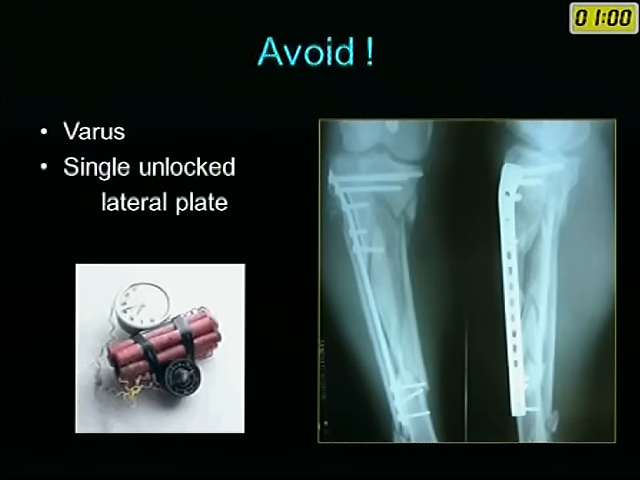 01:00
Avoid !
• Varus
• Single unlocked
lateral plate